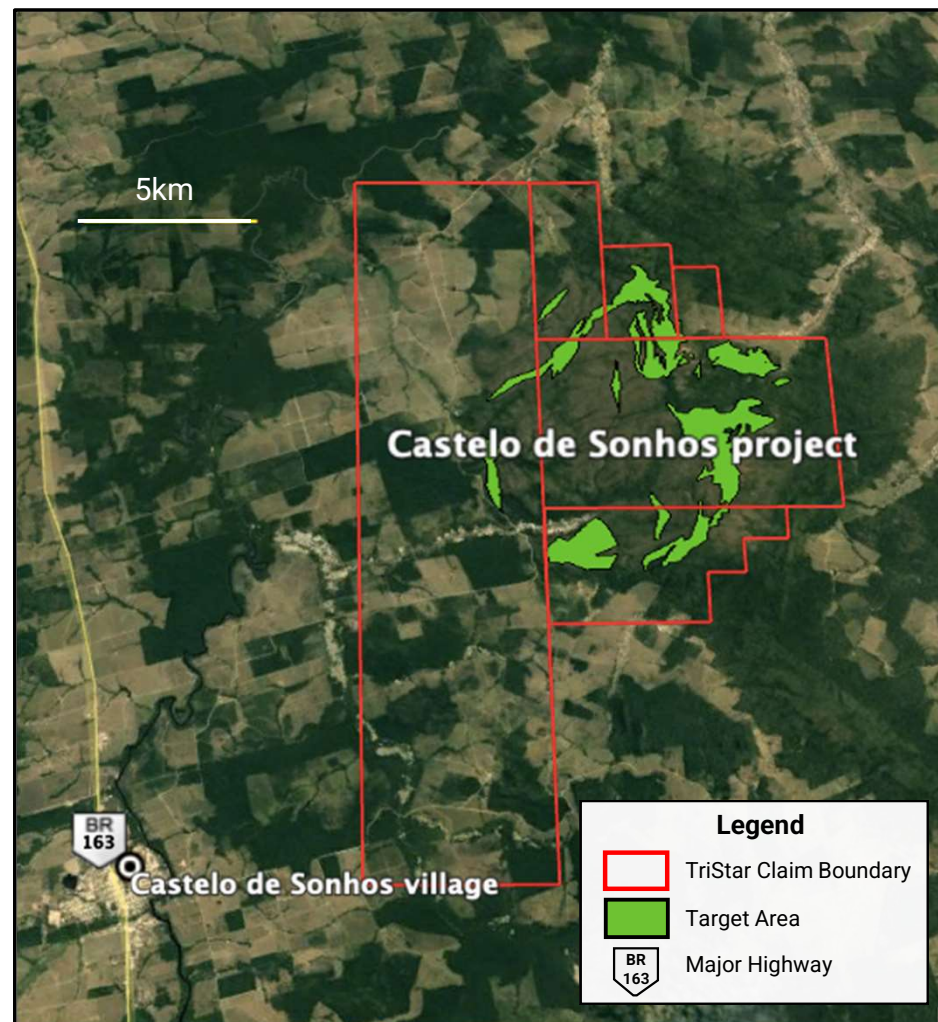 5km
Castelo de Sonhos project
BR
163
Castelo de Sonhos village
Legend
TriStar Claim Boundary
Target Area
BR
163
Major Highway